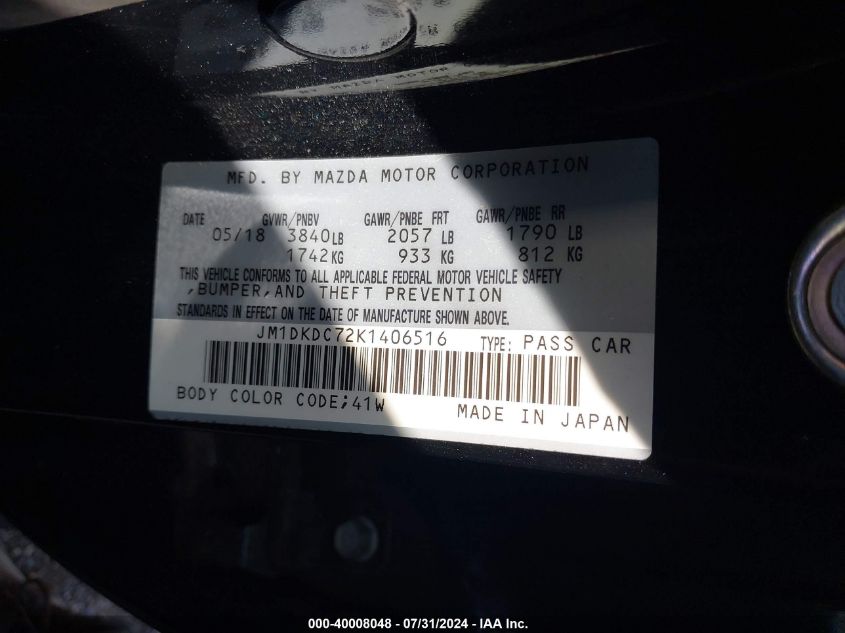 BY MAZDA MOTOR
MFD. BY MAZDA MOTOR CORPORATION
DATE GVWR/PNBV GAWR/PNBE FRT GAWR/PNBE RR
05/18 3840LB 2057 LB 1790 LB
1742KG 933 KG 812 KG
THIS VEHICLE CONFORMS TO ALL APPLICABLE FEDERAL MOTOR VEHICLE SAFETY
,BUMPER,AND THEFT PREVENTION
STANDARDS IN EFFECT ON THE DATE OF MANUFACTURE SHOWN ABOVE.
JM1DKDC72K1406516 TYPE: PASS CAR
BODY COLOR CODE;41W MADE IN JAPAN
000-40008048 - 07/31/2024 - IAA Inc.